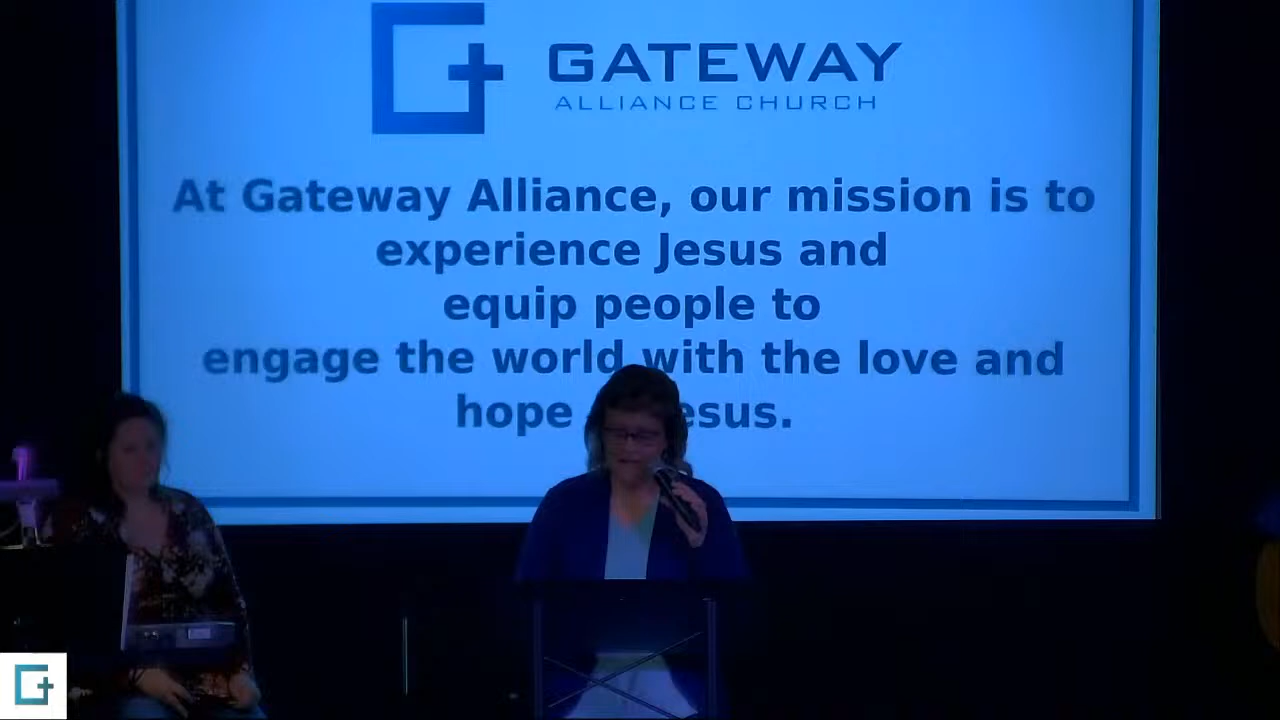 GATEWAY
ALLIANCE CHURCH
At Gateway Alliance, our mission is to
experience Jesus and
equip people to
engage the world with the love and
hope esus.